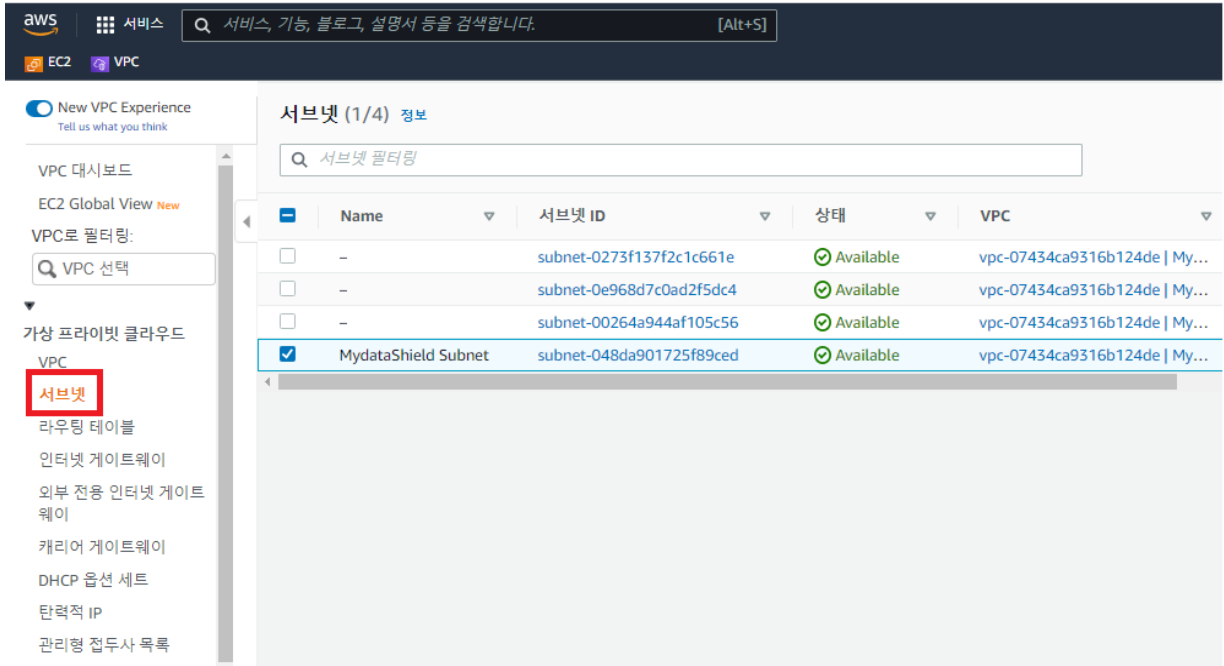 aws 서비스 서비스, 기능, 블로그, 설명서 등을 검색합니다. [Alt+S]
EC2 VPC
New VPC Experience
Tell us what you think
VPC 대시보드
EC2 Global View New
VPC로 필터링:
VPC 선택
가상 프라이빗 클라우드
VPC
서브넷
라우팅 테이블
인터넷 게이트웨이
외부 전용 인터넷 게이트
웨이
캐리어 게이트웨이
DHCP 옵션 세트
탄력적 IP
관리형 접두사 목록
서브넷 (1/4) 정보
서브넷 필터링
Name 서브넷 ID 상태 VPC
– subnet-0273f137f2c1c661e Available vpc-07434ca9316b124de | My...
– subnet-0e968d7c0ad2f5dc4 Available vpc-07434ca9316b124de | My...
– subnet-00264a944af105c56 Available vpc-07434ca9316b124de | My...
MydataShield Subnet subnet-048da901725f89ced Available vpc-07434ca9316b124de | My...